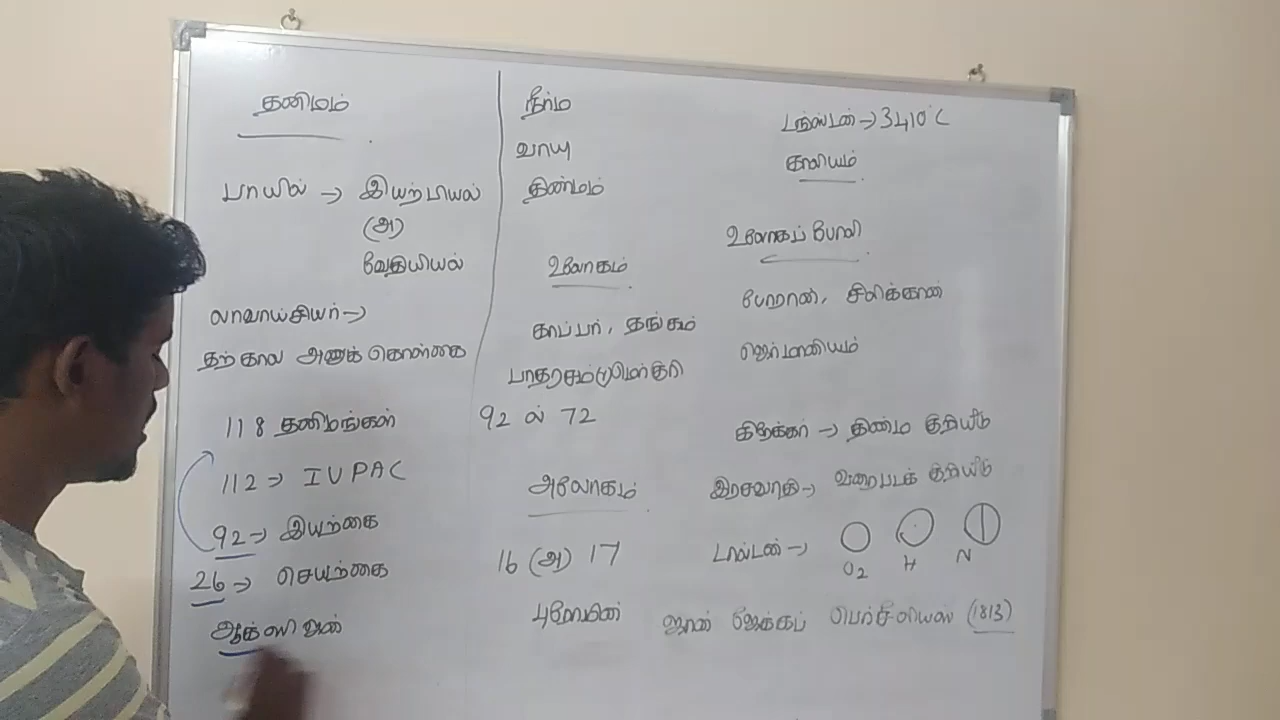 தனிமம்
பாயில் → இயற்பியல்
(அ)
வேதியியல்
லாவாய்சியர் →
தற்கால அணுக் கொள்கை
118 தனிமங்கள்
112 → IUPAC
92 → இயற்கை
26 → செயற்கை
ஆக்ஸிஜன்
நீர்ம
வாயு
திண்மம்
உலோகம்
காப்பர், தங்கம்
பாதரசம் (எ) மெர்குரி
92 ல் 72
அலோகம்
16 (அ) 17
புரோமின்
டங்ஸ்டன் → 3410°C
காலியம்
உலோகப் போலி
போரான், சிலிக்கான்
ஜெர்மானியம்
கிரேக்கர் → திண்ம குறியீடு
இரசவாதி → வரைபடக் குறியீடு
டால்டன் →
O2 H N
ஜான் ஜேக்கப் பெர்சிலியஸ் (1813)